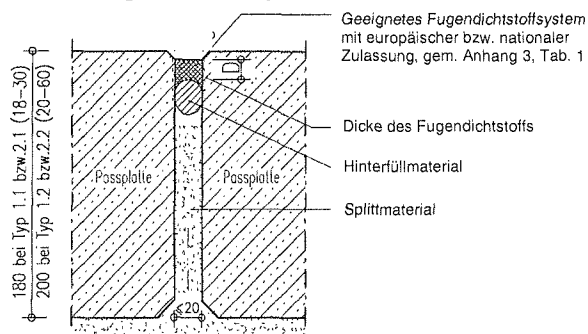 Geeignetes Fugendichtstoffsystem
mit europäischer bzw. nationaler
Zulassung, gem. Anhang 3, Tab. 1
D
Dicke des Fugendichtstoffs
Hinterfüllmaterial
Passplatte
Passplatte
Splittmaterial
180 bei Typ 1.1 bzw.2.1 (18-30)
200 bei Typ 1.2 bzw.2.2 (20-60)
≤20